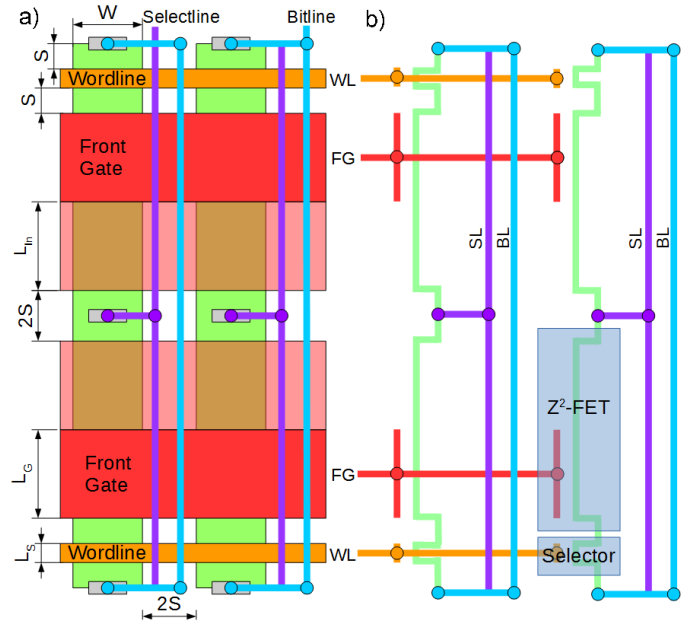 a)
W
Selectline
Bitline
b)
S
Wordline
WL
S
Front
Gate
FG
L_In
SL
BL
SL
BL
2S
Z²-FET
L_G
Front
Gate
FG
L_S
Wordline
WL
Selector
2S